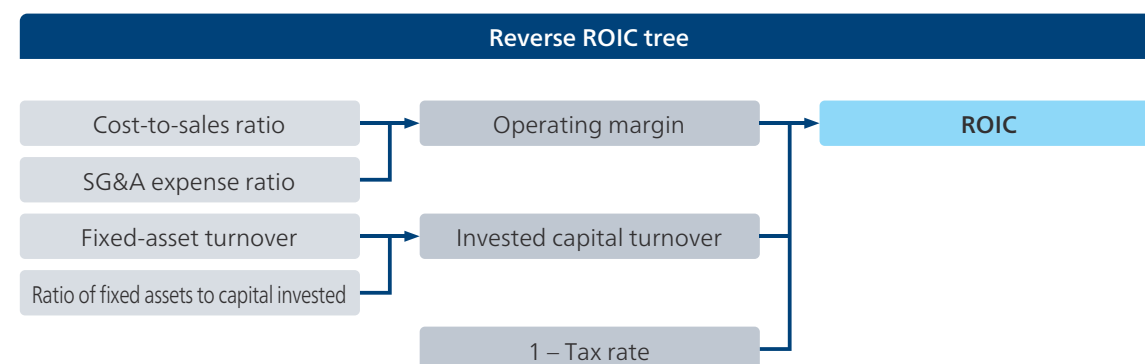 Reverse ROIC tree
Cost-to-sales ratio
Operating margin
ROIC
SG&A expense ratio
Fixed-asset turnover
Invested capital turnover
Ratio of fixed assets to capital invested
1 – Tax rate